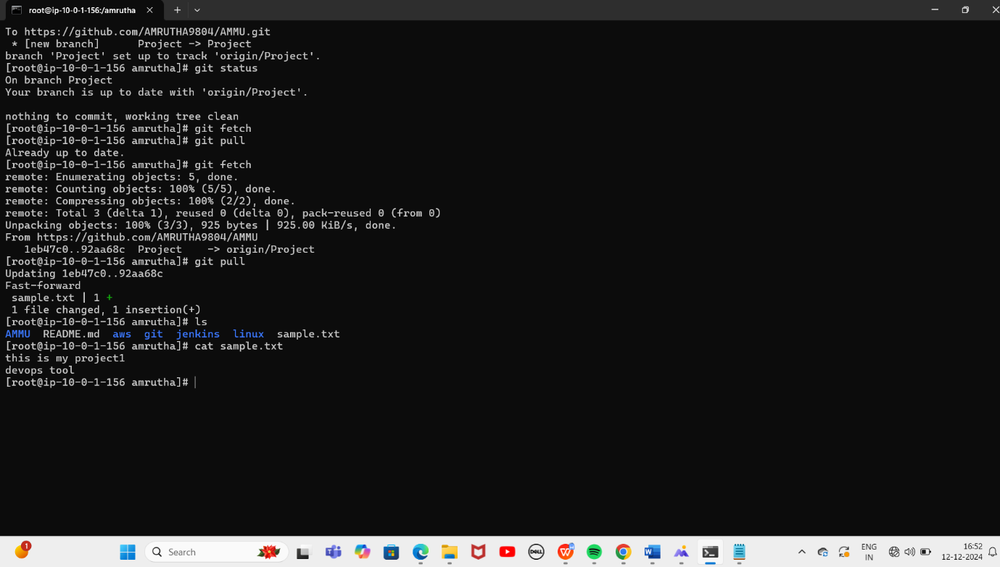 root@ip-10-0-1-156:/amrutha
To https://github.com/AMRUTHA9804/AMMU.git
 * [new branch]      Project -> Project
branch 'Project' set up to track 'origin/Project'.
[root@ip-10-0-1-156 amrutha]# git status
On branch Project
Your branch is up to date with 'origin/Project'.
nothing to commit, working tree clean
[root@ip-10-0-1-156 amrutha]# git fetch
[root@ip-10-0-1-156 amrutha]# git pull
Already up to date.
[root@ip-10-0-1-156 amrutha]# git fetch
remote: Enumerating objects: 5, done.
remote: Counting objects: 100% (5/5), done.
remote: Compressing objects: 100% (2/2), done.
remote: Total 3 (delta 1), reused 0 (delta 0), pack-reused 0 (from 0)
Unpacking objects: 100% (3/3), 925 bytes | 925.00 KiB/s, done.
From https://github.com/AMRUTHA9804/AMMU
   1eb47c0..92aa68c  Project    -> origin/Project
[root@ip-10-0-1-156 amrutha]# git pull
Updating 1eb47c0..92aa68c
Fast-forward
 sample.txt | 1 +
 1 file changed, 1 insertion(+)
[root@ip-10-0-1-156 amrutha]# ls
AMMU  README.md  aws  git  jenkins  linux  sample.txt
[root@ip-10-0-1-156 amrutha]# cat sample.txt
this is my project1
devops tool
[root@ip-10-0-1-156 amrutha]#
1
Search
DELL
W
ENG
IN
16:52
12-12-2024